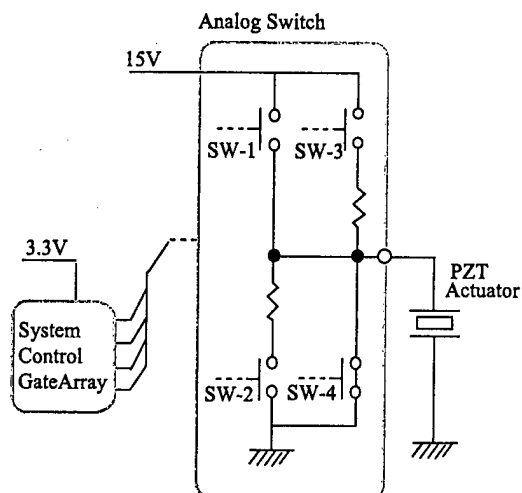 Analog Switch
15V
SW-1
SW-3
3.3V
PZT
Actuator
System
Control
GateArray
SW-2
SW-4